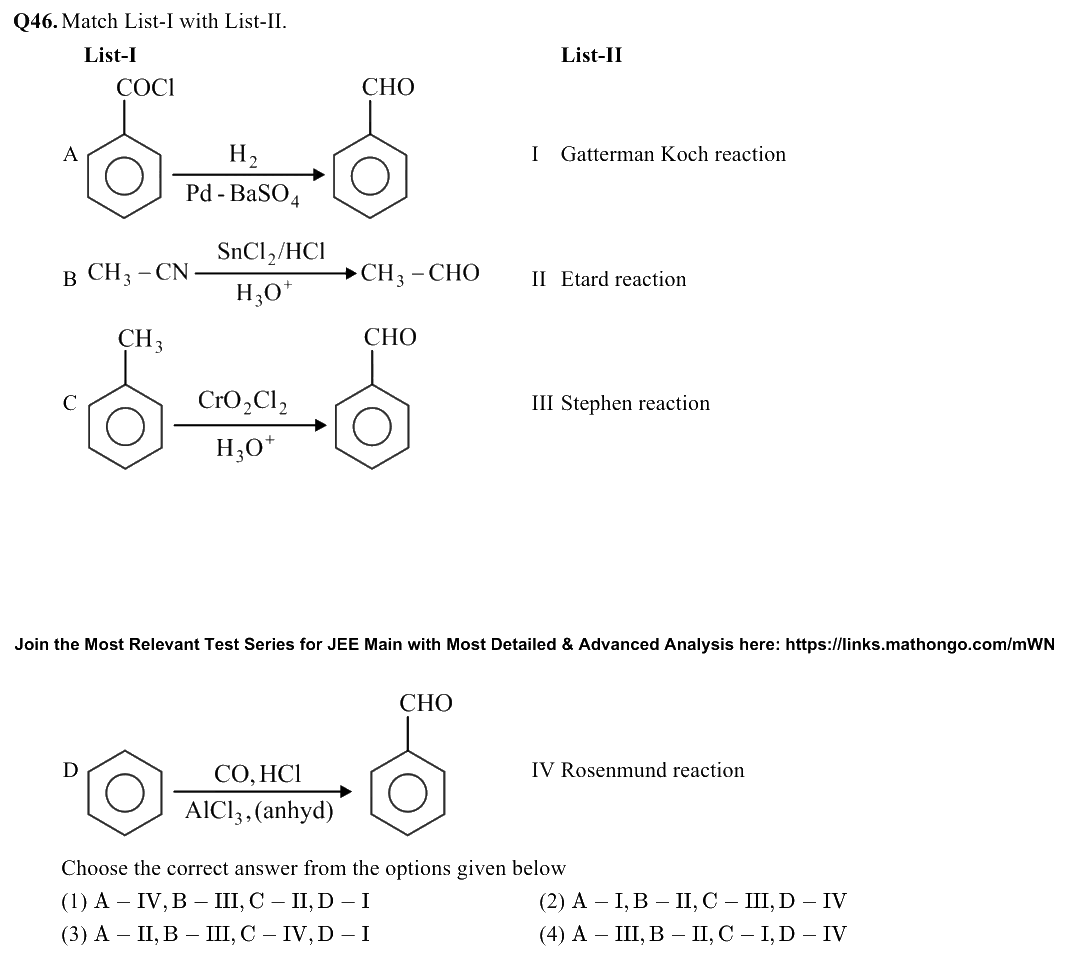 Q46. Match List-I with List-II.
List-I List-II
COCl CHO
A H₂ I Gatterman Koch reaction
Pd - BaSO₄
SnCl₂/HCl
B CH₃ – CN CH₃ – CHO II Etard reaction
H₃O⁺
CH₃ CHO
C CrO₂Cl₂ III Stephen reaction
H₃O⁺
Join the Most Relevant Test Series for JEE Main with Most Detailed & Advanced Analysis here: https://links.mathongo.com/mWN
CHO
D CO, HCl IV Rosenmund reaction
AlCl₃, (anhyd)
Choose the correct answer from the options given below
(1) A – IV, B – III, C – II, D – I (2) A – I, B – II, C – III, D – IV
(3) A – II, B – III, C – IV, D – I (4) A – III, B – II, C – I, D – IV